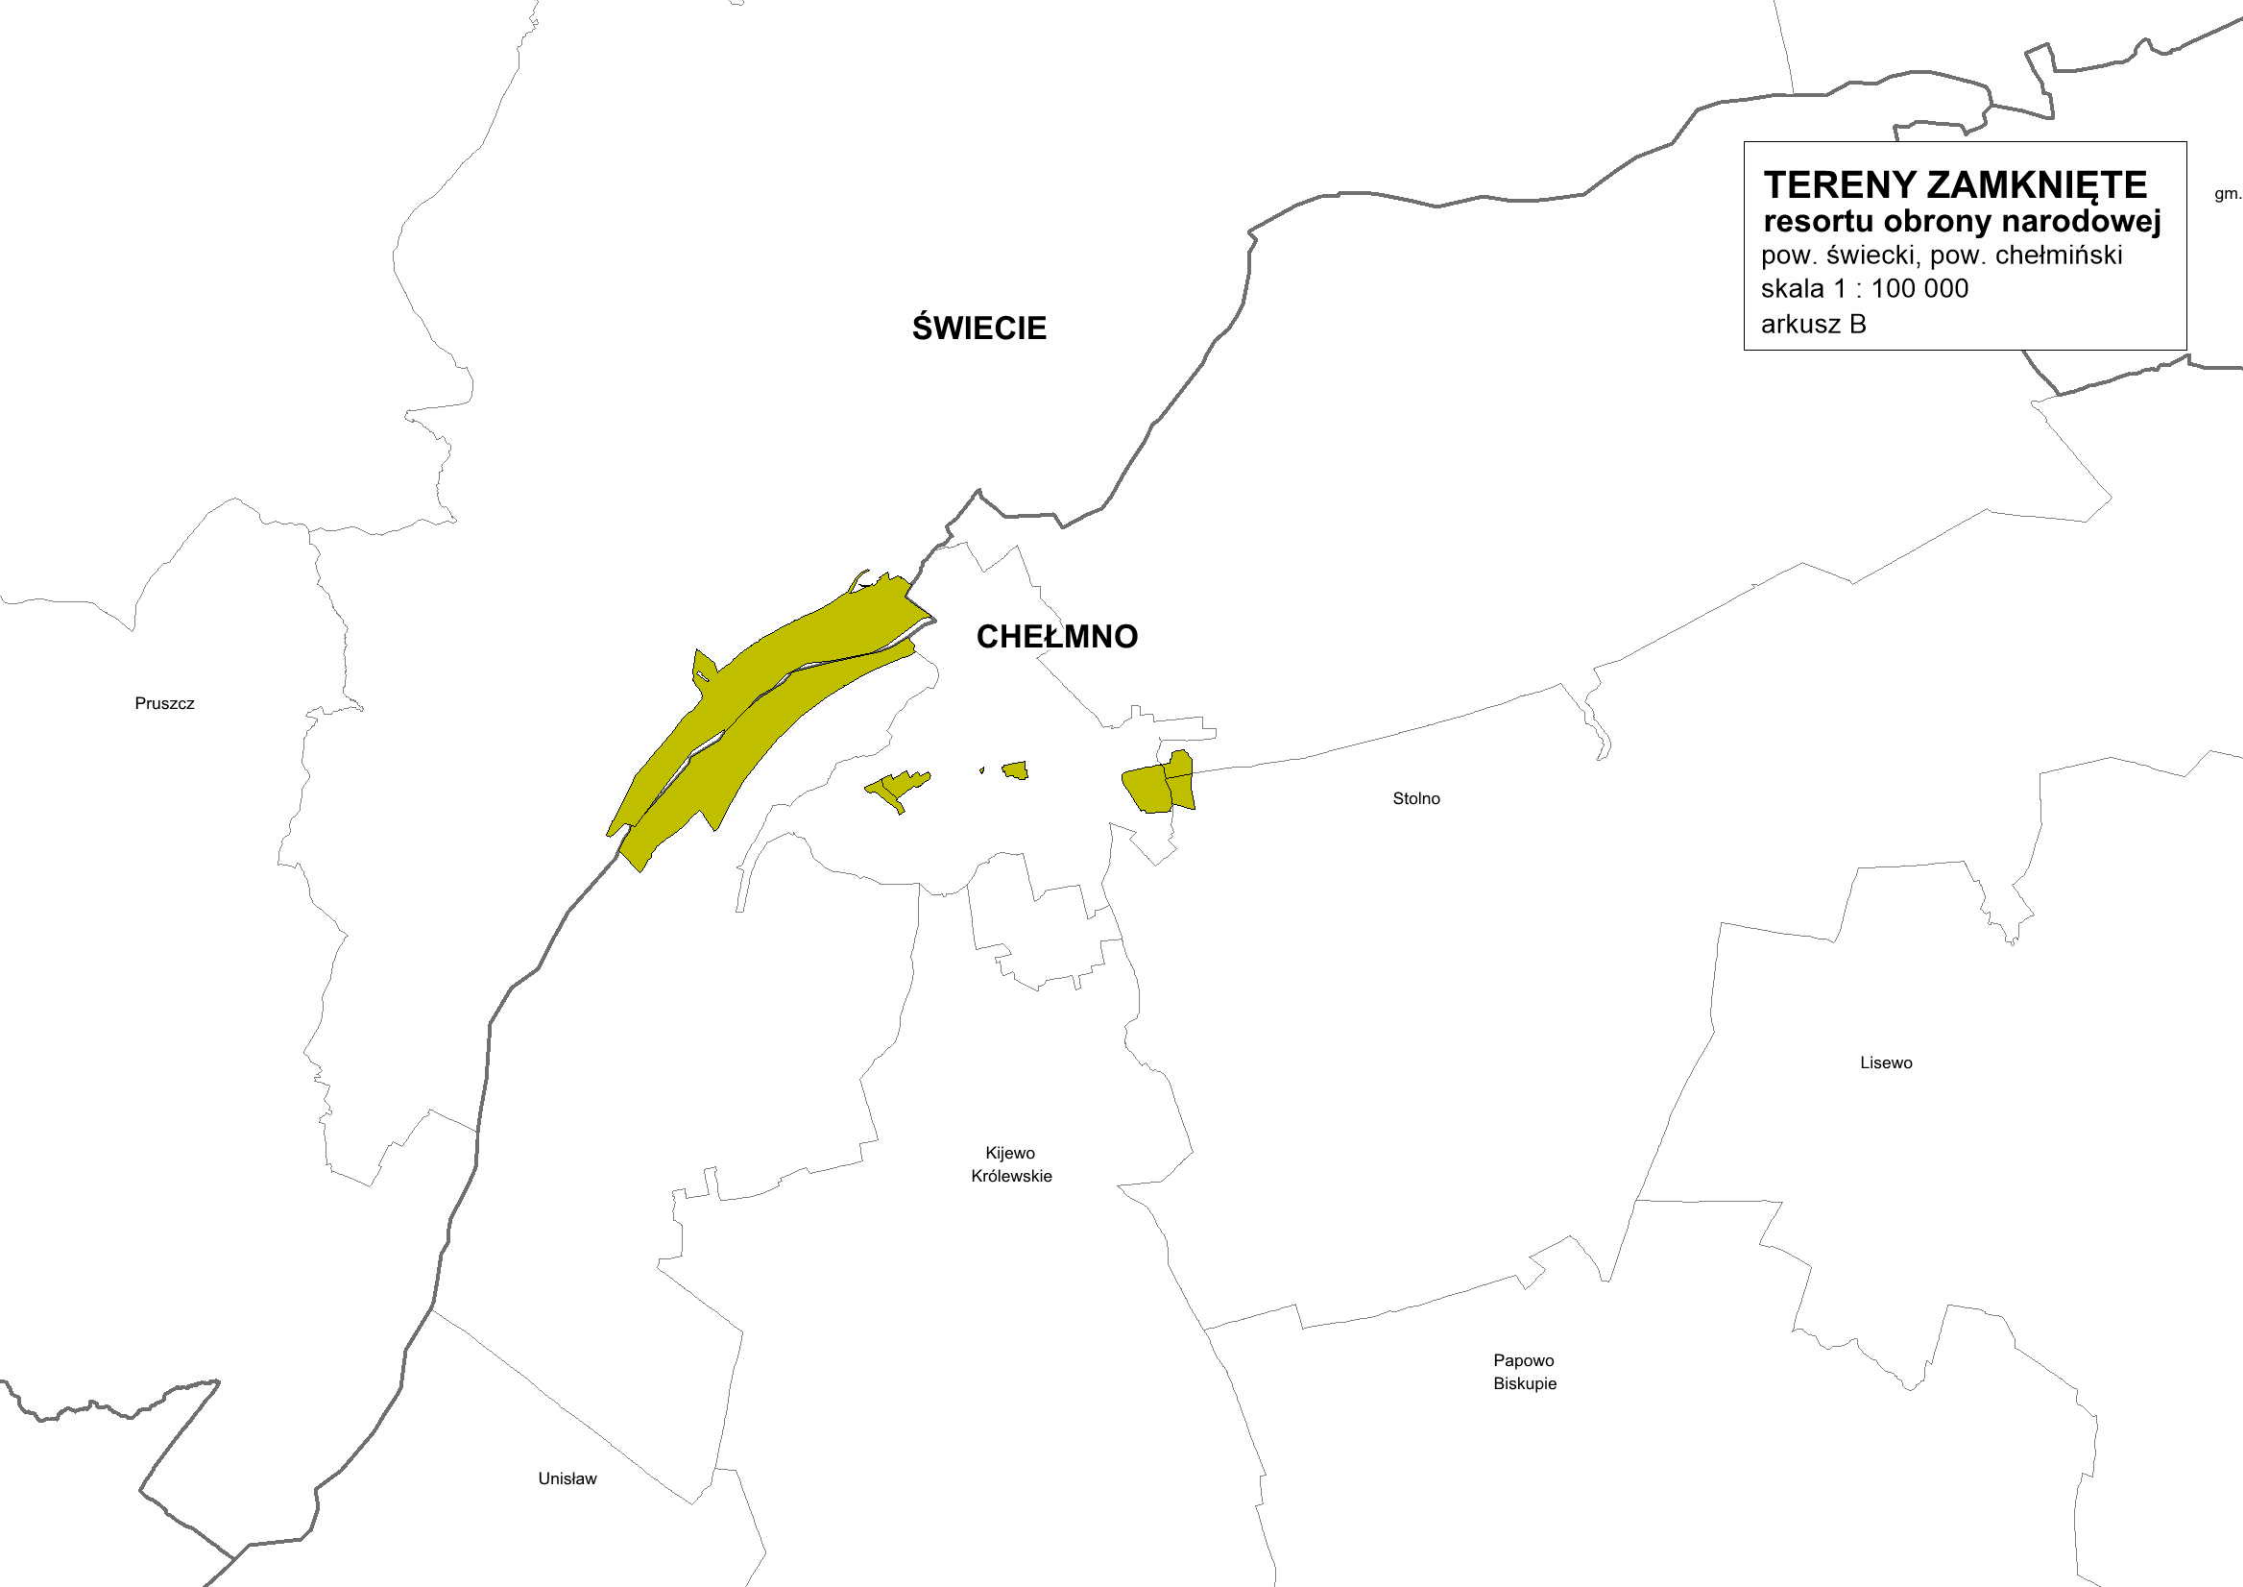 TERENY ZAMKNIĘTE
resortu obrony narodowej
pow. świecki, pow. chełmiński
skala 1 : 100 000
arkusz B
gm.
ŚWIECIE
CHEŁMNO
Pruszcz
Stolno
Lisewo
Kijewo
Królewskie
Papowo
Biskupie
Unisław